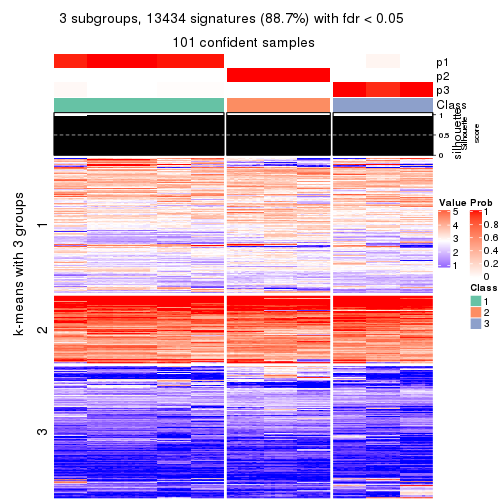 3 subgroups, 13434 signatures (88.7%) with fdr < 0.05
101 confident samples
p1
p2
p3
Class
silhouette
Silhouette
score
1
0.5
0
k-means with 3 groups
1
2
3
Value
5
4
3
2
1
Prob
1
0.8
0.6
0.4
0.2
0
Class
1
2
3